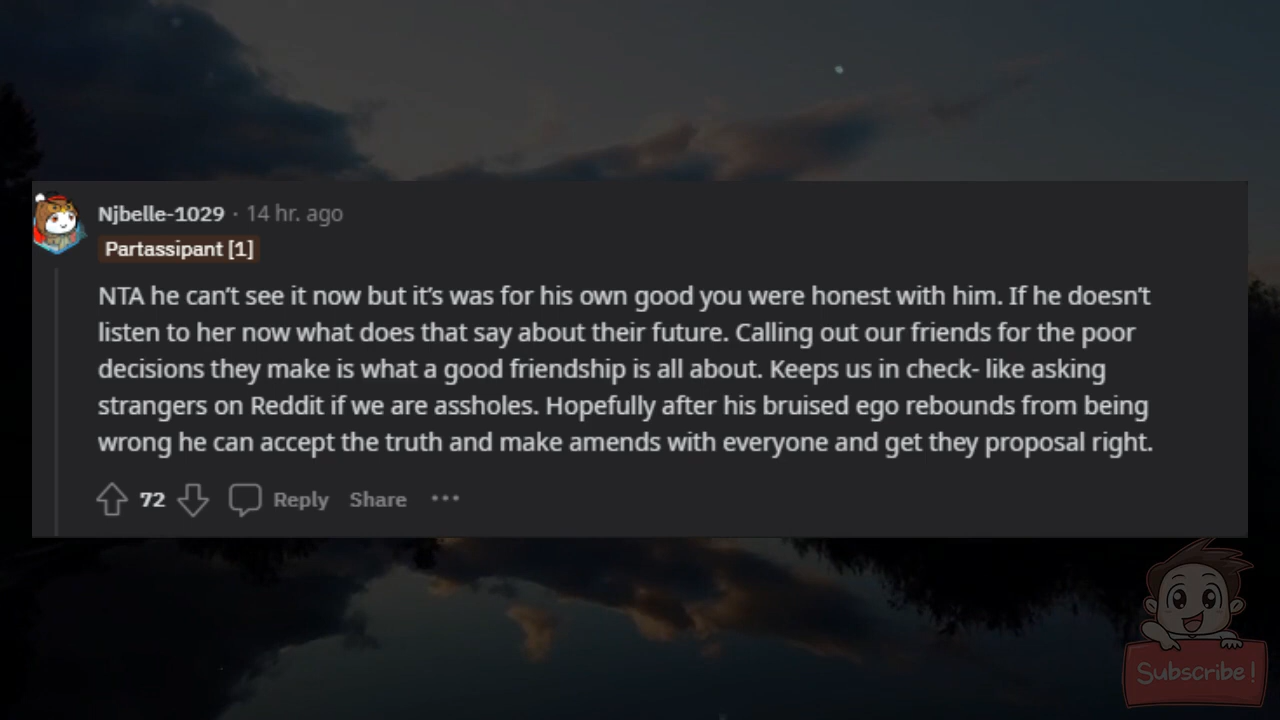 Njbelle-1029 · 14 hr. ago
Partassipant [1]
NTA he can't see it now but it's was for his own good you were honest with him. If he doesn't
listen to her now what does that say about their future. Calling out our friends for the poor
decisions they make is what a good friendship is all about. Keeps us in check- like asking
strangers on Reddit if we are assholes. Hopefully after his bruised ego rebounds from being
wrong he can accept the truth and make amends with everyone and get they proposal right.
72 Reply Share ...
Subscribe!